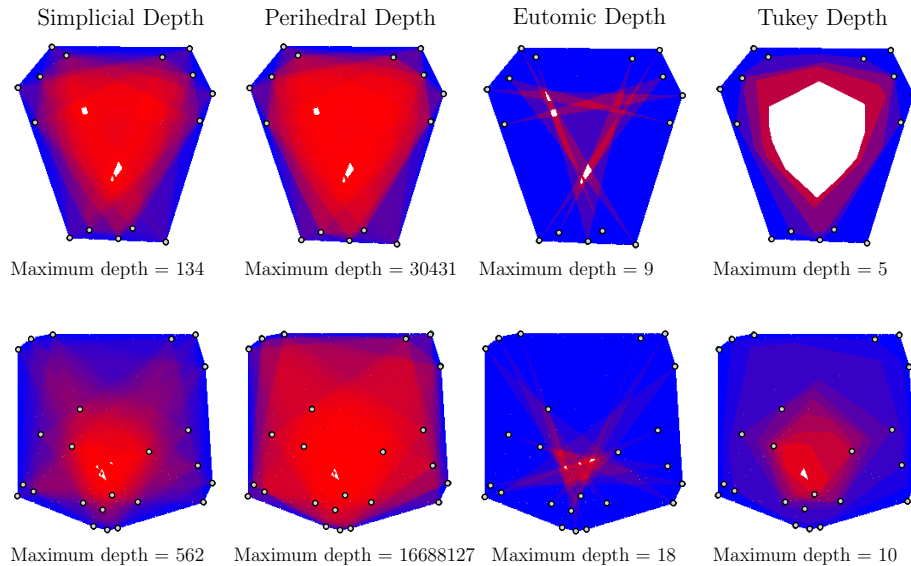 Simplicial Depth
Perihedral Depth
Eutomic Depth
Tukey Depth
Maximum depth = 134
Maximum depth = 30431
Maximum depth = 9
Maximum depth = 5
Maximum depth = 562
Maximum depth = 16688127
Maximum depth = 18
Maximum depth = 10